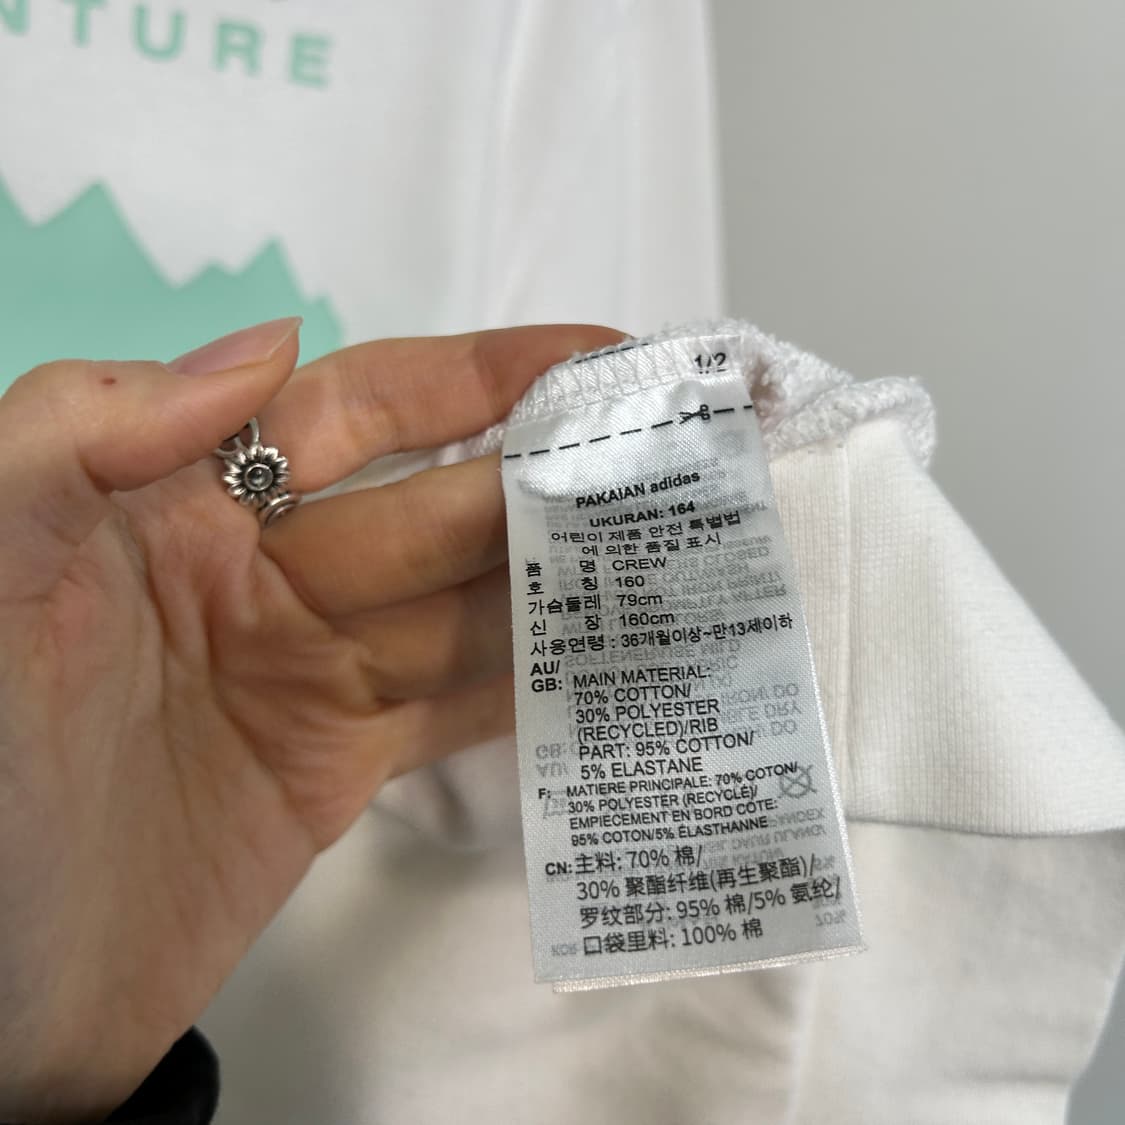 NTURE
1/2
PAKAIAN adidas
UKURAN: 164
어린이 제품 안전 특별법
에 의한 품질 표시
품 명 CREW
호 칭 160
가슴둘레 79cm
신 장 160cm
사용연령 : 36개월이상~만13세이하
AU/
GB: MAIN MATERIAL:
70% COTTON/
30% POLYESTER
(RECYCLED)/RIB
PART: 95% COTTON/
5% ELASTANE
F: MATIERE PRINCIPALE: 70% COTON/
30% POLYESTER (RECYCLÉ)/
EMPIÈCEMENT EN BORD CÔTE:
95% COTON/5% ÉLASTHANNE
CN: 主料: 70% 棉/
30% 聚酯纤维(再生聚酯)/
罗纹部分: 95% 棉/5% 氨纶/
口袋里料: 100% 棉